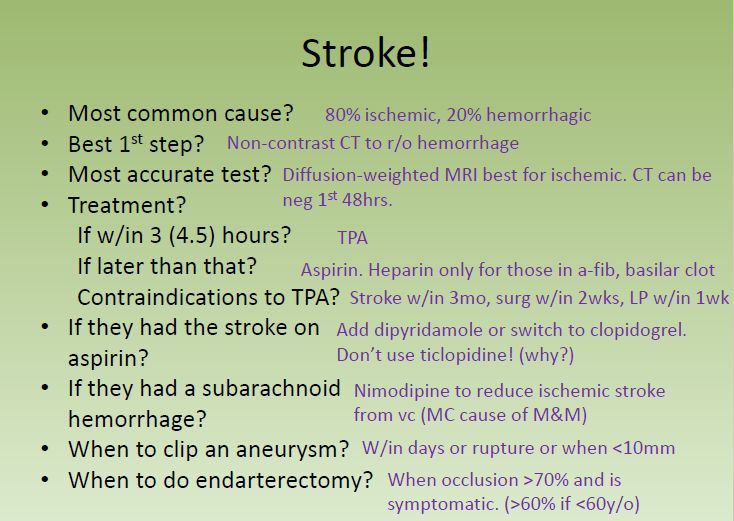 Stroke!
• Most common cause? 80% ischemic, 20% hemorrhagic
• Best 1st step? Non-contrast CT to r/o hemorrhage
• Most accurate test? Diffusion-weighted MRI best for ischemic. CT can be
neg 1st 48hrs.
• Treatment?
If w/in 3 (4.5) hours? TPA
If later than that? Aspirin. Heparin only for those in a-fib, basilar clot
Contraindications to TPA? Stroke w/in 3mo, surg w/in 2wks, LP w/in 1wk
• If they had the stroke on
aspirin?
Add dipyridamole or switch to clopidogrel.
Don't use ticlopidine! (why?)
• If they had a subarachnoid
hemorrhage?
Nimodipine to reduce ischemic stroke
from vc (MC cause of M&M)
• When to clip an aneurysm? W/in days or rupture or when <10mm
• When to do endarterectomy? When occlusion >70% and is
symptomatic. (>60% if <60y/o)